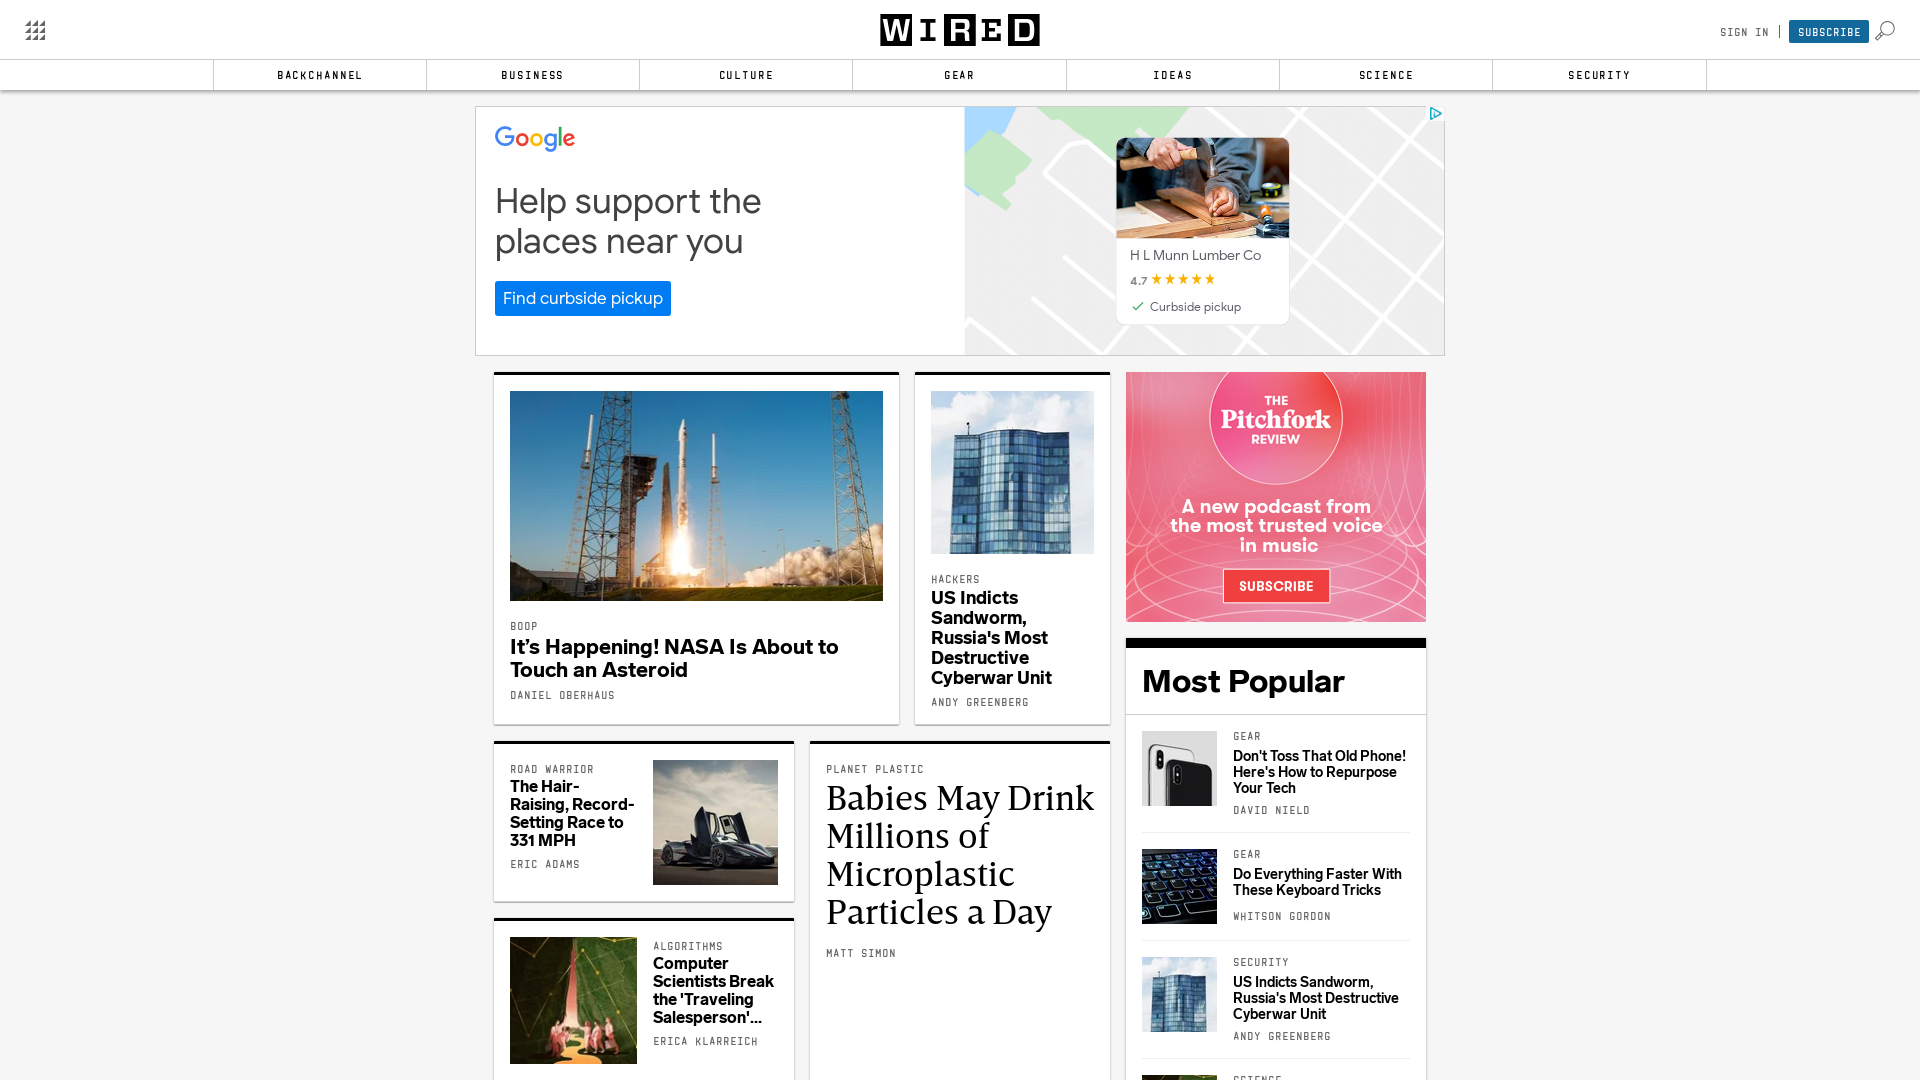 WIRED
SIGN IN
SUBSCRIBE
BACKCHANNEL
BUSINESS
CULTURE
GEAR
IDEAS
SCIENCE
SECURITY
Google
Help support the
places near you
Find curbside pickup
H L Munn Lumber Co
4.7
Curbside pickup
BOOP
It’s Happening! NASA Is About to
Touch an Asteroid
DANIEL OBERHAUS
HACKERS
US Indicts
Sandworm,
Russia's Most
Destructive
Cyberwar Unit
ANDY GREENBERG
THE
Pitchfork
REVIEW
A new podcast from
the most trusted voice
in music
SUBSCRIBE
ROAD WARRIOR
The Hair-
Raising, Record-
Setting Race to
331 MPH
ERIC ADAMS
PLANET PLASTIC
Babies May Drink
Millions of
Microplastic
Particles a Day
MATT SIMON
ALGORITHMS
Computer
Scientists Break
the 'Traveling
Salesperson'...
ERICA KLARREICH
Most Popular
GEAR
Don't Toss That Old Phone!
Here's How to Repurpose
Your Tech
DAVID NIELD
GEAR
Do Everything Faster With
These Keyboard Tricks
WHITSON GORDON
SECURITY
US Indicts Sandworm,
Russia's Most Destructive
Cyberwar Unit
ANDY GREENBERG
SCIENCE